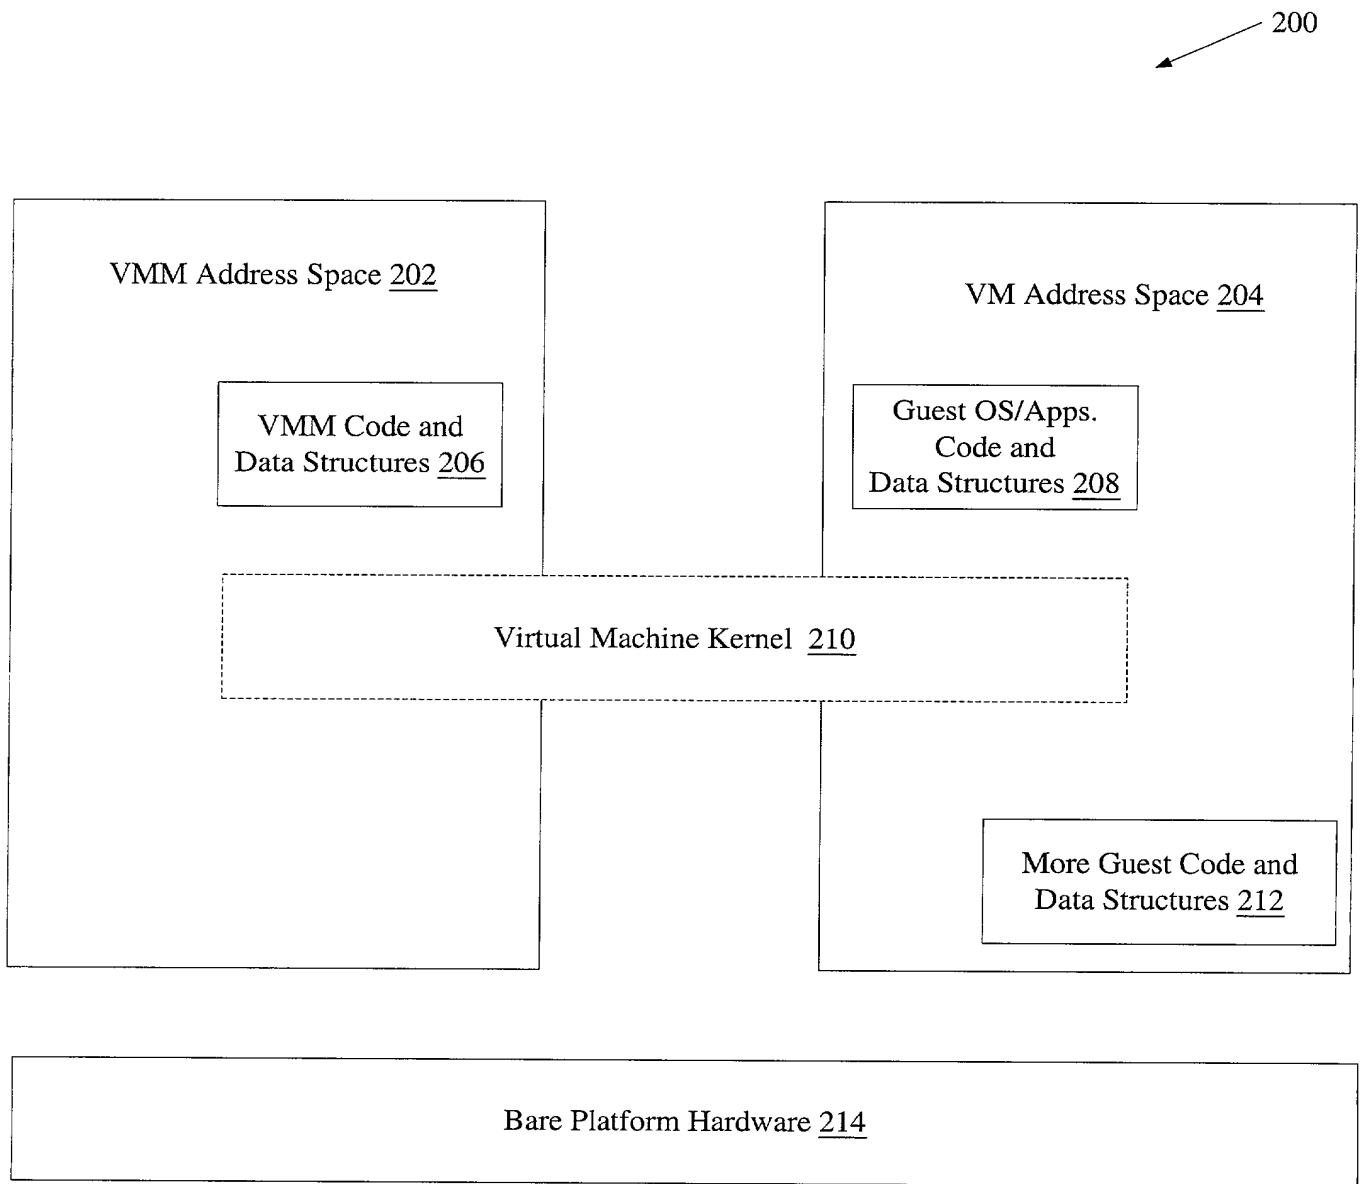 200
VMM Address Space 202
VM Address Space 204
VMM Code and
Data Structures 206
Guest OS/Apps.
Code and
Data Structures 208
Virtual Machine Kernel 210
More Guest Code and
Data Structures 212
Bare Platform Hardware 214